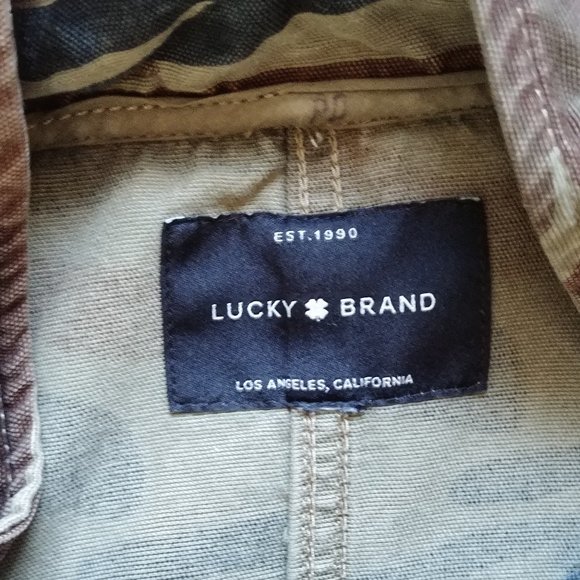 EST.1990
LUCKY BRAND
LOS ANGELES, CALIFORNIA